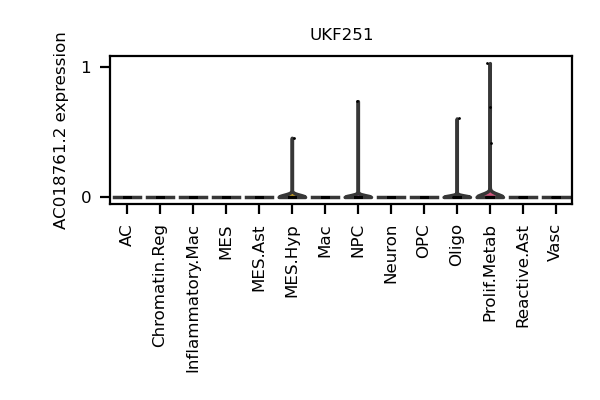 UKF251
AC018761.2 expression
1
0
AC
Chromatin.Reg
Inflammatory.Mac
MES
MES.Ast
MES.Hyp
Mac
NPC
Neuron
OPC
Oligo
Prolif.Metab
Reactive.Ast
Vasc